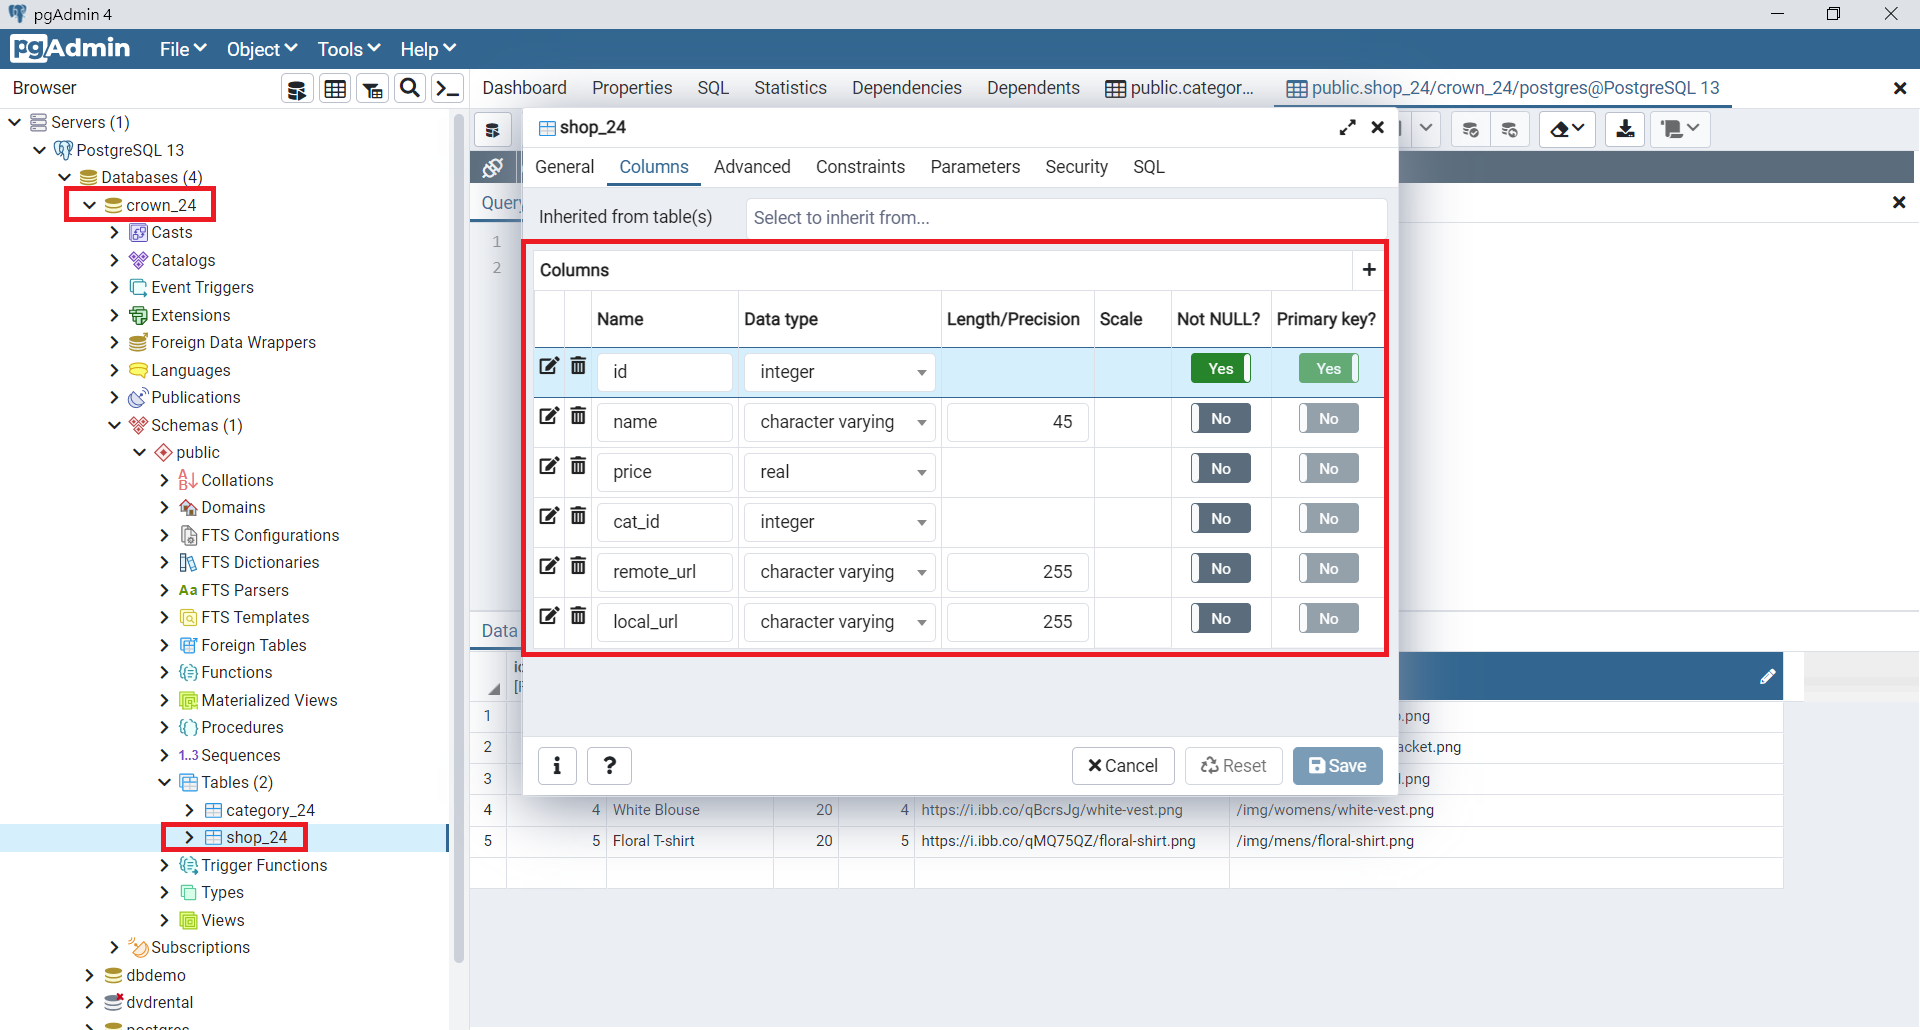 pgAdmin 4
pgAdmin File Object Tools Help
Browser
Dashboard Properties SQL Statistics Dependencies Dependents public.categor... public.shop_24/crown_24/postgres@PostgreSQL 13
Servers (1)
PostgreSQL 13
Databases (4)
crown_24
Casts
Catalogs
Event Triggers
Extensions
Foreign Data Wrappers
Languages
Publications
Schemas (1)
public
Collations
Domains
FTS Configurations
FTS Dictionaries
Aa FTS Parsers
FTS Templates
Foreign Tables
Functions
Materialized Views
Procedures
1..3 Sequences
Tables (2)
category_24
shop_24
Trigger Functions
Types
Views
Subscriptions
dbdemo
dvdrental
postgres
shop_24
General Columns Advanced Constraints Parameters Security SQL
Inherited from table(s) Select to inherit from...
Columns +
Name Data type Length/Precision Scale Not NULL? Primary key?
id integer Yes Yes
name character varying 45 No No
price real No No
cat_id integer No No
remote_url character varying 255 No No
local_url character varying 255 No No
i ? Cancel Reset Save
Query
1
2
Data
1 .png
2 acket.png
3 .png
4 4 White Blouse 20 4 https://i.ibb.co/qBcrsJg/white-vest.png /img/womens/white-vest.png
5 5 Floral T-shirt 20 5 https://i.ibb.co/qMQ75QZ/floral-shirt.png /img/mens/floral-shirt.png